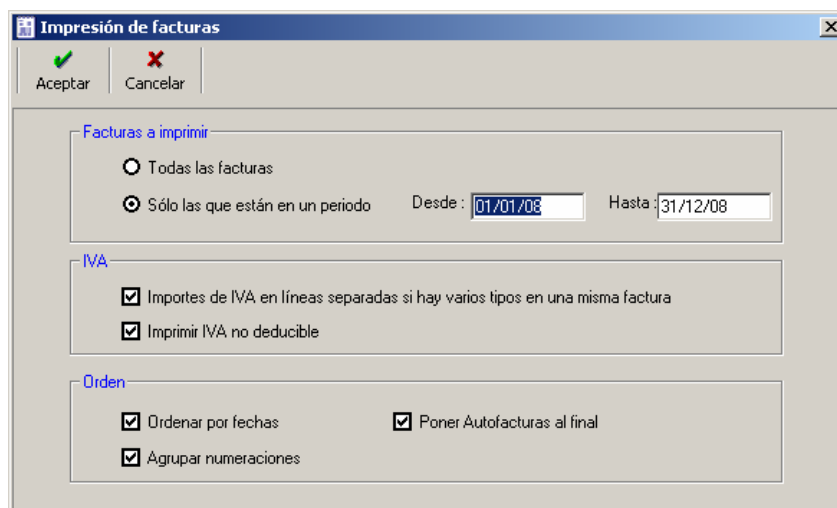 Impresión de facturas
Aceptar Cancelar
Facturas a imprimir
Todas las facturas
Sólo las que están en un periodo Desde : 01/01/08 Hasta : 31/12/08
IVA
Importes de IVA en líneas separadas si hay varios tipos en una misma factura
Imprimir IVA no deducible
Orden
Ordenar por fechas Poner Autofacturas al final
Agrupar numeraciones